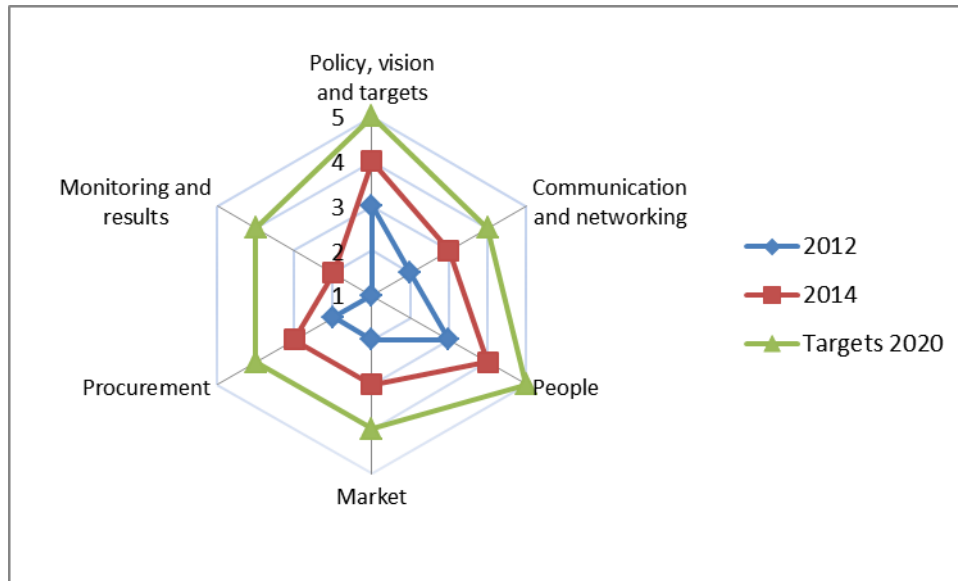 Policy, vision
and targets
5
4
3
2
1
Communication
and networking
People
Market
Procurement
Monitoring and
results
2012
2014
Targets 2020